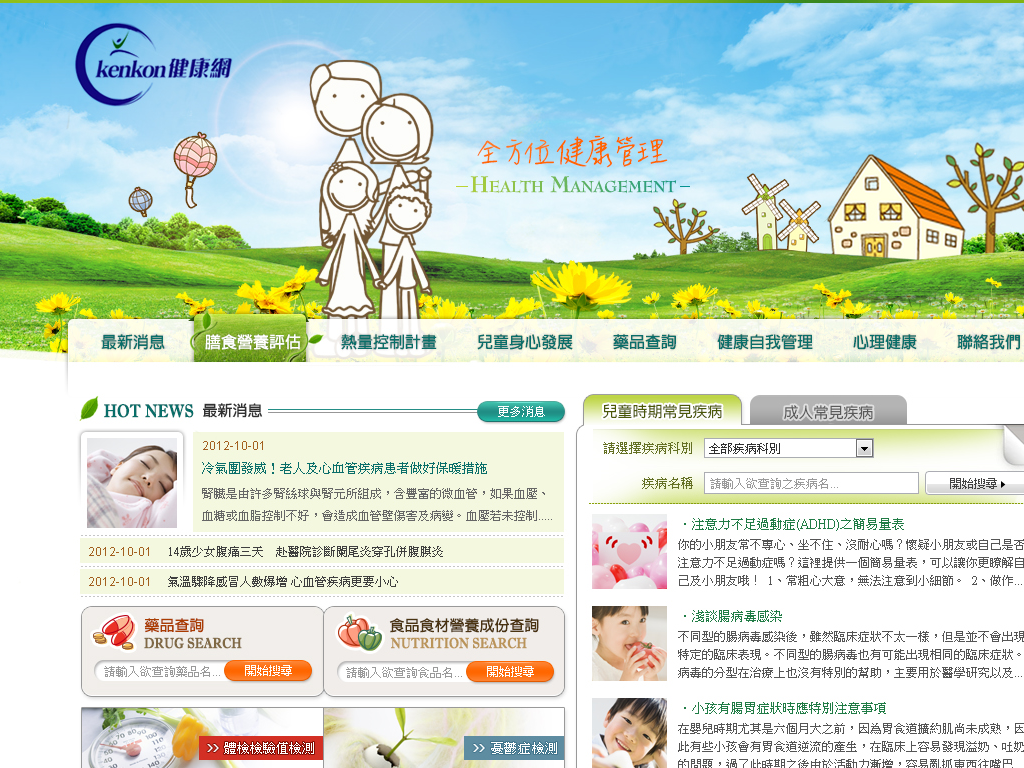 kenkon健康網
全方位健康管理
HEALTH MANAGEMENT
最新消息
膳食營養評估
熱量控制計畫
兒童身心發展
藥品查詢
健康自我管理
心理健康
聯絡我們
HOT NEWS 最新消息
更多消息
2012-10-01
冷氣團發威！老人及心血管疾病患者做好保暖措施
腎臟是由許多腎絲球與腎元所組成，含豐富的微血管，如果血壓、
血糖或血脂控制不好，會造成血管壁傷害及病變。血壓若未控制.....
2012-10-01 14歲少女腹痛三天 赴醫院診斷闌尾炎穿孔併腹膜炎
2012-10-01 氣溫驟降感冒人數爆增 心血管疾病更要小心
藥品查詢
DRUG SEARCH
請輸入欲查詢藥品名...
開始搜尋
食品食材營養成份查詢
NUTRITION SEARCH
請輸入欲查詢食品名...
開始搜尋
>> 體檢檢驗值檢測
>> 憂鬱症檢測
兒童時期常見疾病
成人常見疾病
請選擇疾病科別
全部疾病科別
疾病名稱
請輸入欲查詢之疾病名...
開始搜尋
・注意力不足過動症(ADHD)之簡易量表
你的小朋友常不專心、坐不住、沒耐心嗎？懷疑小朋友或自己是否
注意力不足過動症嗎？這裡提供一個簡易量表，可以讓你更瞭解自
己及小朋友哦！ 1、常粗心大意，無法注意到小細節。 2、做作...
・淺談腸病毒感染
不同型的腸病毒感染後，雖然臨床症狀不太一樣，但是並不會出現
特定的臨床表現。不同型的腸病毒也有可能出現相同的臨床症狀。
病毒的分型在治療上也沒有特別的幫助，主要用於醫學研究以及...
・小孩有腸胃症狀時應特別注意事項
在嬰兒時期尤其是六個月大之前，因為胃食道擴約肌尚未成熟，因
此有些小孩會有胃食道逆流的產生，在臨床上容易發現溢奶、吐奶
的問題，過了此時期之後由於活動力漸增，容易亂抓東西往嘴巴